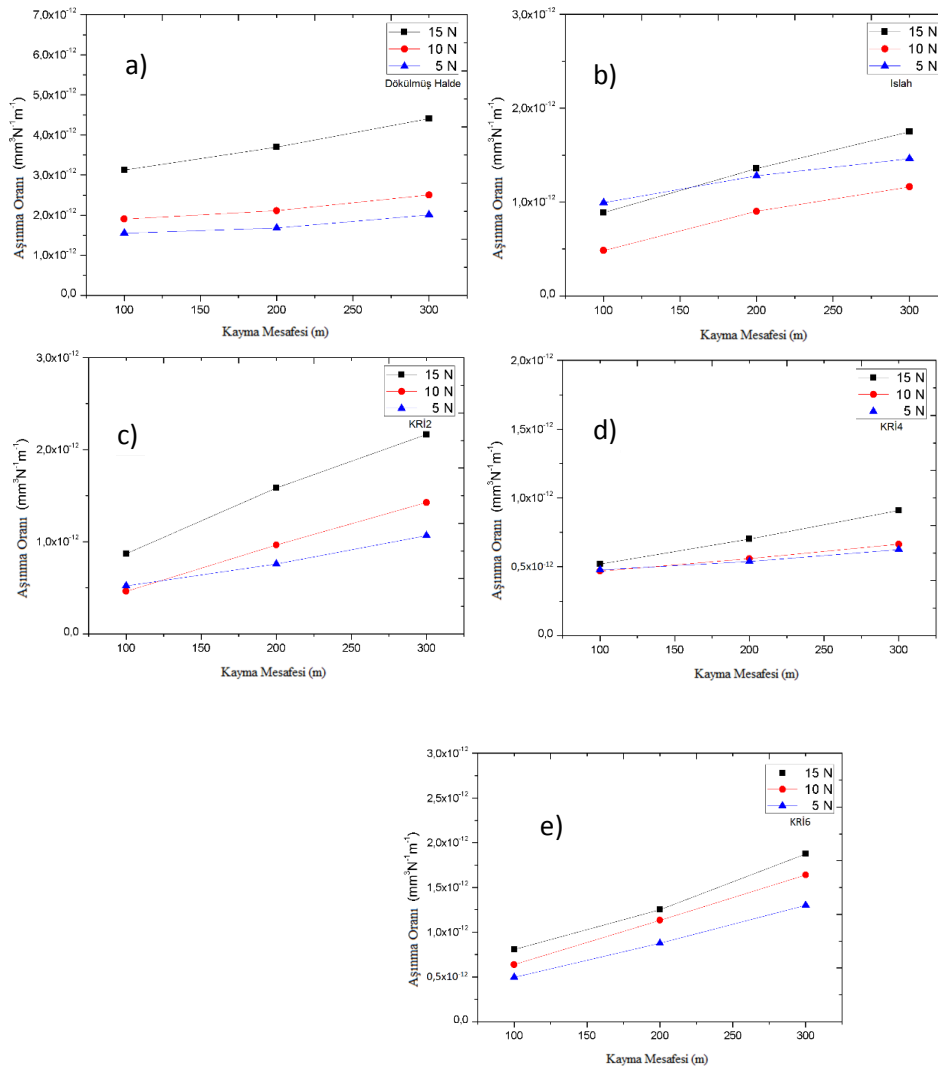 a)
7,0x10⁻¹²
6,0x10⁻¹²
5,0x10⁻¹²
4,0x10⁻¹²
3,0x10⁻¹²
2,0x10⁻¹²
1,0x10⁻¹²
0,0
Aşınma Oranı (mm³N⁻¹m⁻¹)
15 N
10 N
5 N
Dökülmüş Halde
100 150 200 250 300
Kayma Mesafesi (m)
b)
3,0x10⁻¹²
2,0x10⁻¹²
1,0x10⁻¹²
0,0
Aşınma Oranı (mm³N⁻¹m⁻¹)
15 N
10 N
5 N
Islah
100 150 200 250 300
Kayma Mesafesi (m)
c)
3,0x10⁻¹²
2,0x10⁻¹²
1,0x10⁻¹²
0,0
Aşınma Oranı (mm³N⁻¹m⁻¹)
15 N
10 N
5 N
KRİ2
100 150 200 250 300
Kayma Mesafesi (m)
d)
2,0x10⁻¹²
1,5x10⁻¹²
1,0x10⁻¹²
0,5x10⁻¹²
0,0
Aşınma Oranı (mm³N⁻¹m⁻¹)
15 N
10 N
5 N
KRİ4
100 150 200 250 300
Kayma Mesafesi (m)
e)
3,0x10⁻¹²
2,5x10⁻¹²
2,0x10⁻¹²
1,5x10⁻¹²
1,0x10⁻¹²
0,5x10⁻¹²
0,0
Aşınma Oranı (mm³N⁻¹m⁻¹)
15 N
10 N
5 N
KRİ6
100 150 200 250 300
Kayma Mesafesi (m)